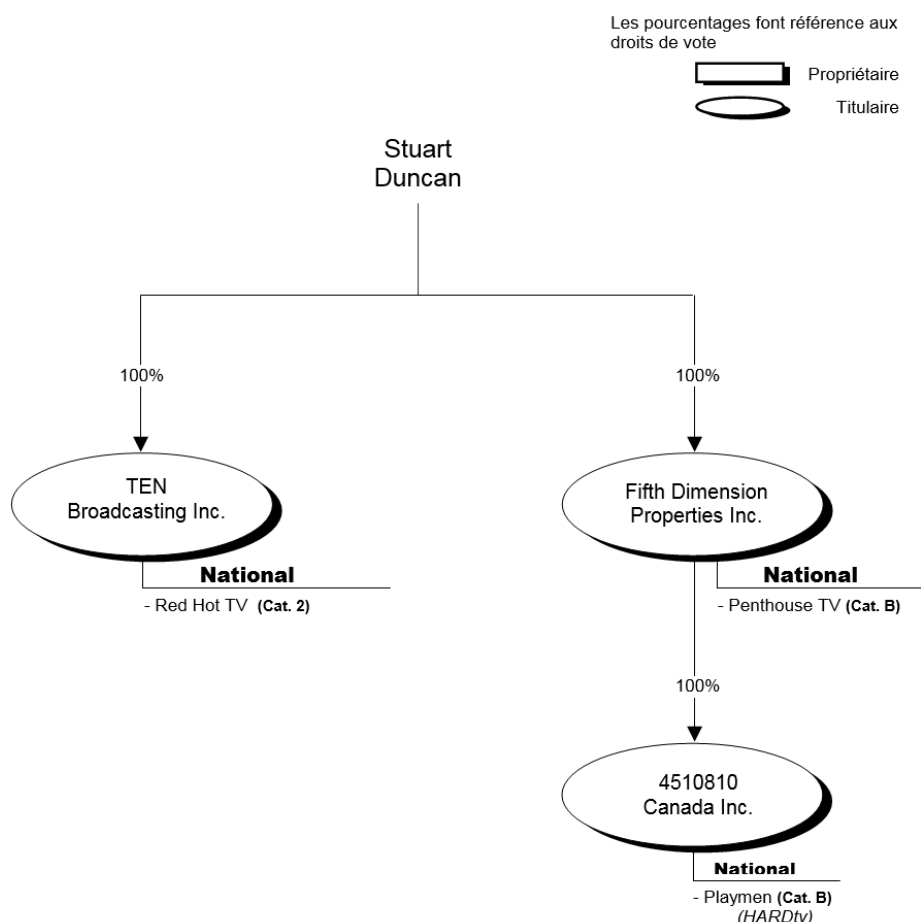 Les pourcentages font référence aux
droits de vote
Propriétaire
Titulaire
Stuart
Duncan
100%
100%
TEN
Broadcasting Inc.
Fifth Dimension
Properties Inc.
National
- Red Hot TV (Cat. 2)
National
- Penthouse TV (Cat. B)
100%
4510810
Canada Inc.
National
- Playmen (Cat. B)
(HARDtv)